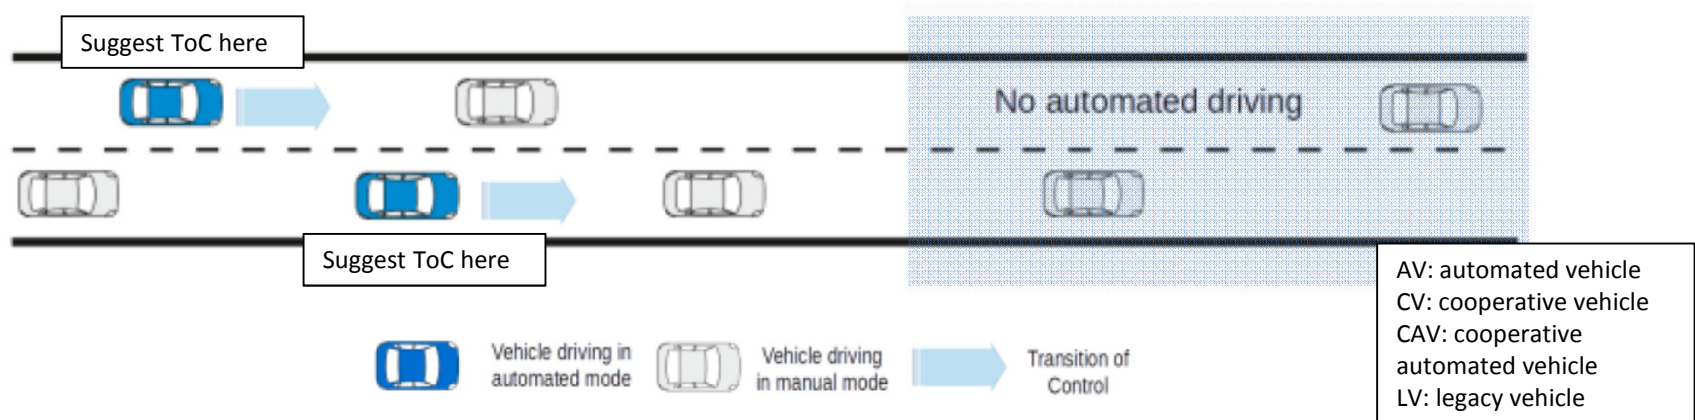 Suggest ToC here
No automated driving
Suggest ToC here
Vehicle driving in
automated mode
Vehicle driving
in manual mode
Transition of
Control
AV: automated vehicle
CV: cooperative vehicle
CAV: cooperative
automated vehicle
LV: legacy vehicle